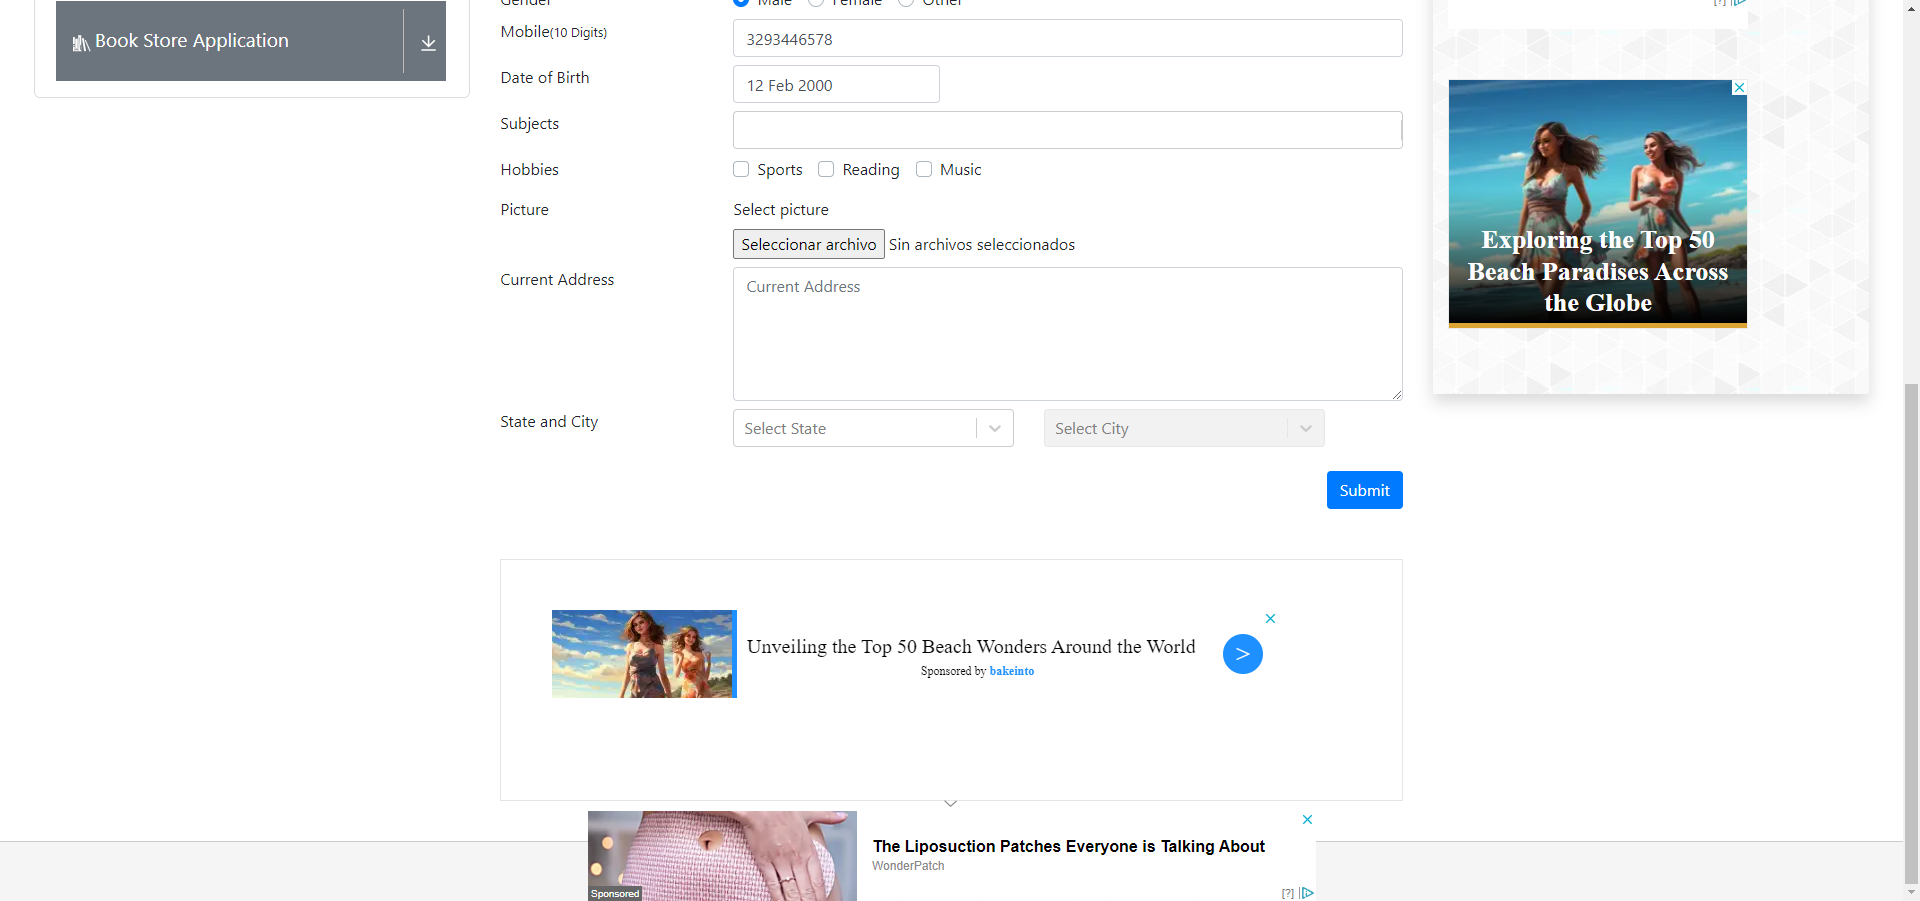 Gender Male Female Other
Book Store Application
Mobile(10 Digits) 3293446578
Date of Birth 12 Feb 2000
Subjects
Hobbies Sports Reading Music
Picture Select picture
Seleccionar archivo Sin archivos seleccionados
Current Address Current Address
State and City Select State Select City
Submit
[?]
Exploring the Top 50
Beach Paradises Across
the Globe
Unveiling the Top 50 Beach Wonders Around the World
Sponsored by bakeinto
>
The Liposuction Patches Everyone is Talking About
WonderPatch
Sponsored
[?]